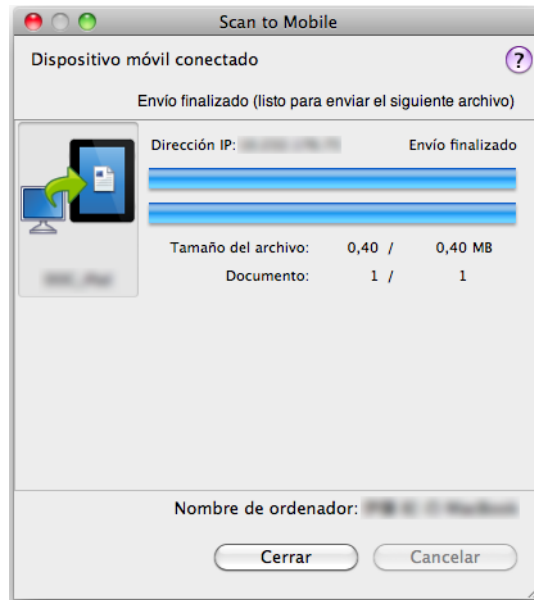 Scan to Mobile
Dispositivo móvil conectado
?
Envío finalizado (listo para enviar el siguiente archivo)
Dirección IP: Envío finalizado
Tamaño del archivo: 0,40 / 0,40 MB
Documento: 1 / 1
Nombre de ordenador:
Cerrar Cancelar